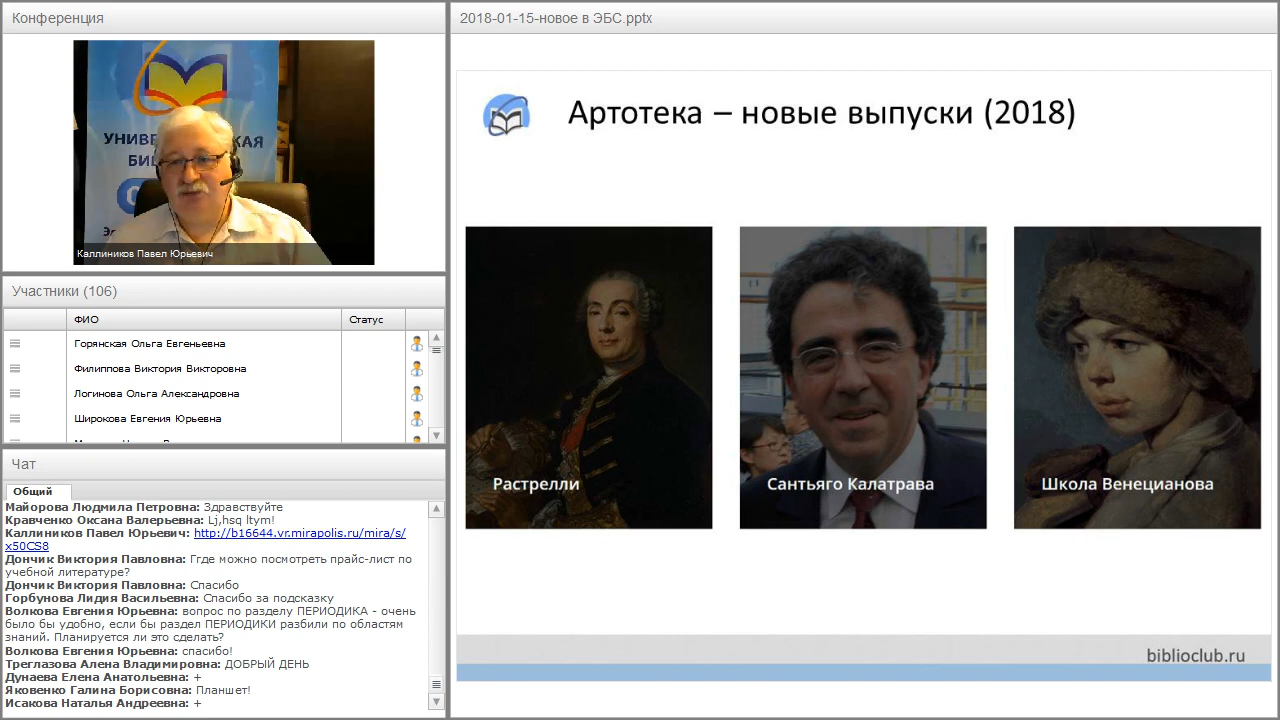 Конференция
УНИВЕ
КАЯ
Каллиников Павел Юрьевич
Участники (106)
ФИО
Статус
Горянская Ольга Евгеньевна
Филиппова Виктория Викторовна
Логинова Ольга Александровна
Широкова Евгения Юрьевна
Чат
Общий
Майорова Людмила Петровна: Здравствуйте
Кравченко Оксана Валерьевна: Lj,hsq ltym!
Каллиников Павел Юрьевич: http://b16644.vr.mirapolis.ru/mira/s/
x50CS8
Дончик Виктория Павловна: Ггде можно посмотреть прайс-лист по
учебной литературе?
Дончик Виктория Павловна: Спасибо
Горбунова Лидия Васильевна: Спасибо за подсказку
Волкова Евгения Юрьевна: вопрос по разделу ПЕРИОДИКА - очень
было бы удобно, если бы раздел ПЕРИОДИКИ разбили по областям
знаний. Планируется ли это сделать?
Волкова Евгения Юрьевна: спасибо!
Треглазова Алена Владимировна: ДОБРЫЙ ДЕНЬ
Дунаева Елена Анатольевна: +
Яковенко Галина Борисовна: Планшет!
Исакова Наталья Андреевна: +
2018-01-15-новое в ЭБС.pptx
Артотека – новые выпуски (2018)
Растрелли
Сантьяго Калатрава
Школа Венецианова
biblioclub.ru